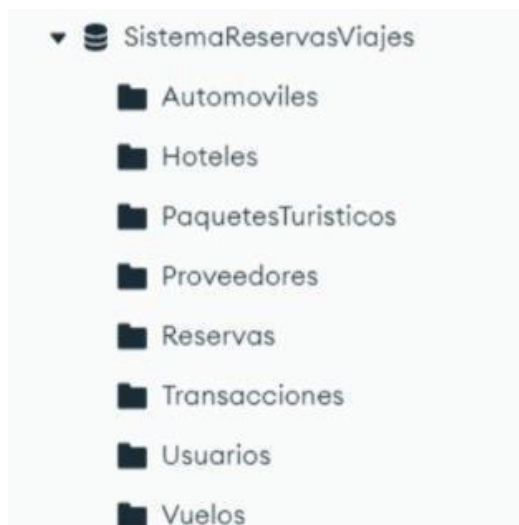 SistemaReservasViajes
Automoviles
Hoteles
PaquetesTuristicos
Proveedores
Reservas
Transacciones
Usuarios
Vuelos